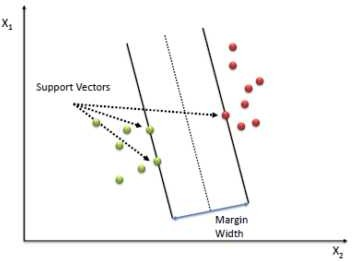 X1
Support Vectors
Margin
Width
X2